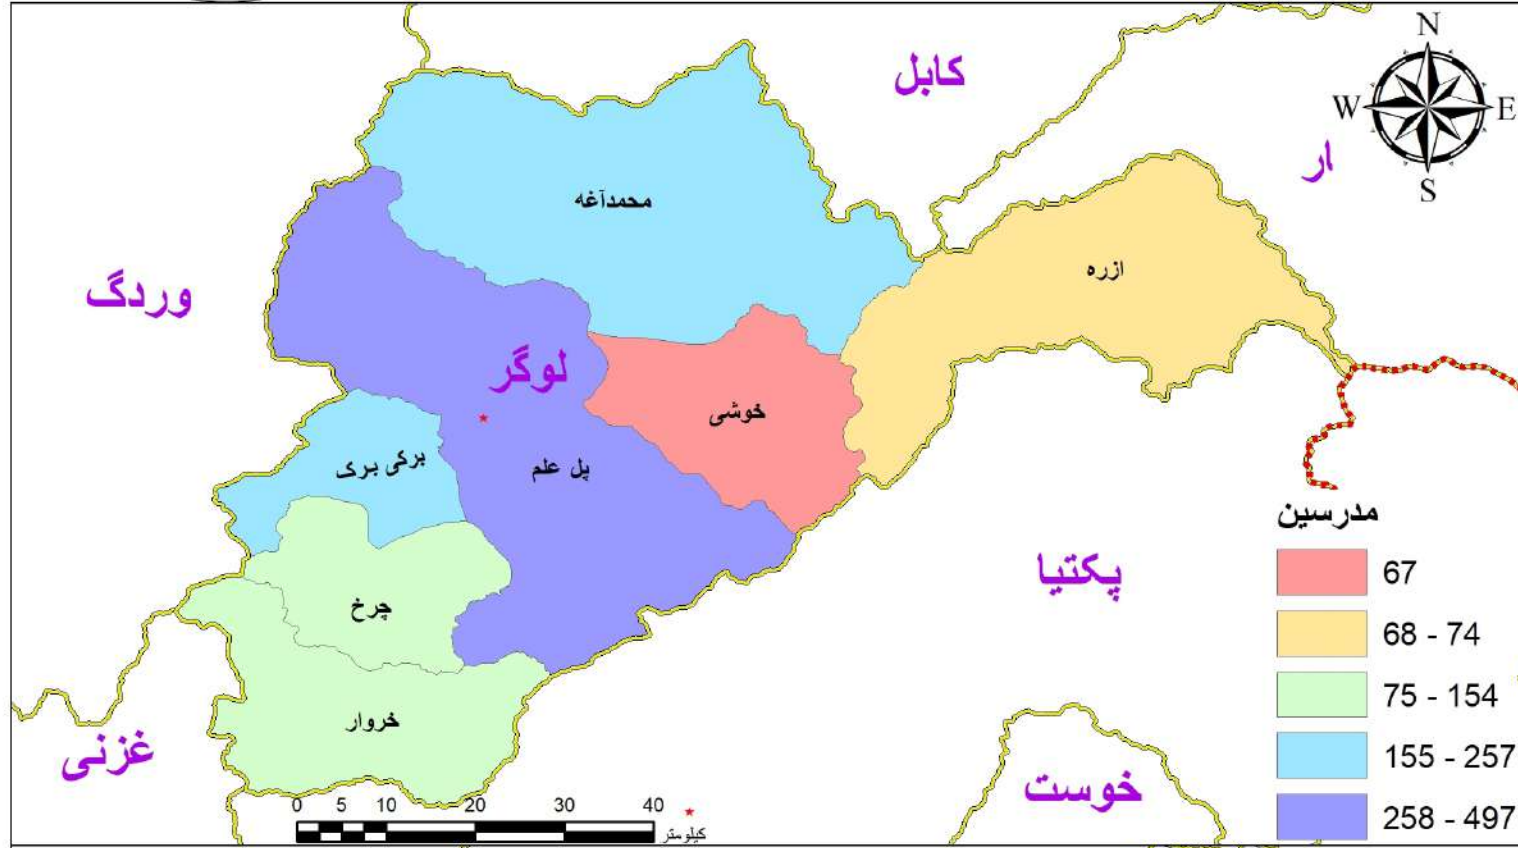 N
کابل
W
E
ار
S
محمدآغه
ازره
وردگ
لوگر
خوشی
برکی برک
پل علم
مدرسین
67
پکتیا
چرخ
68 - 74
75 - 154
خروار
غزنی
155 - 257
خوست
0 5 10 20 30 40
258 - 497
کیلومتر